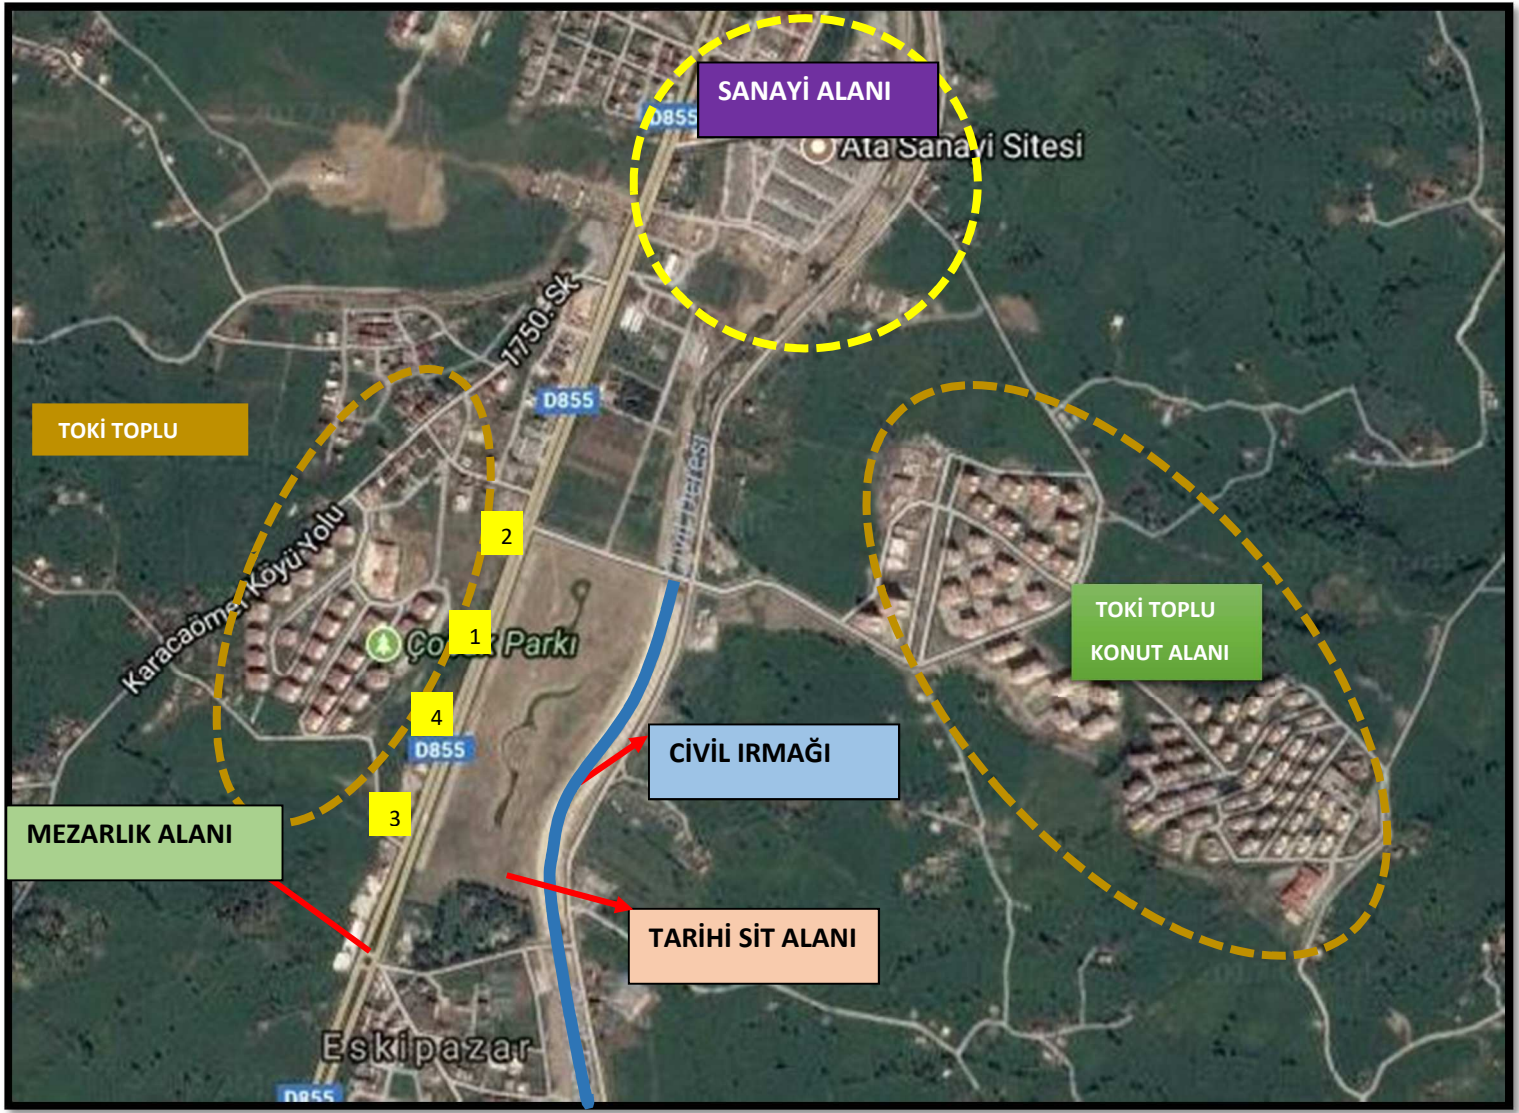 SANAYİ ALANI
D855
Ata Sanayi Sitesi
1750. Sk
D855
TOKİ TOPLU
Deresi
Karacaömer Köyü Yolu
2
1
Parkı
TOKİ TOPLU
KONUT ALANI
4
D855
CİVİL IRMAĞI
3
MEZARLIK ALANI
TARİHİ SİT ALANI
Eskipazar
D855